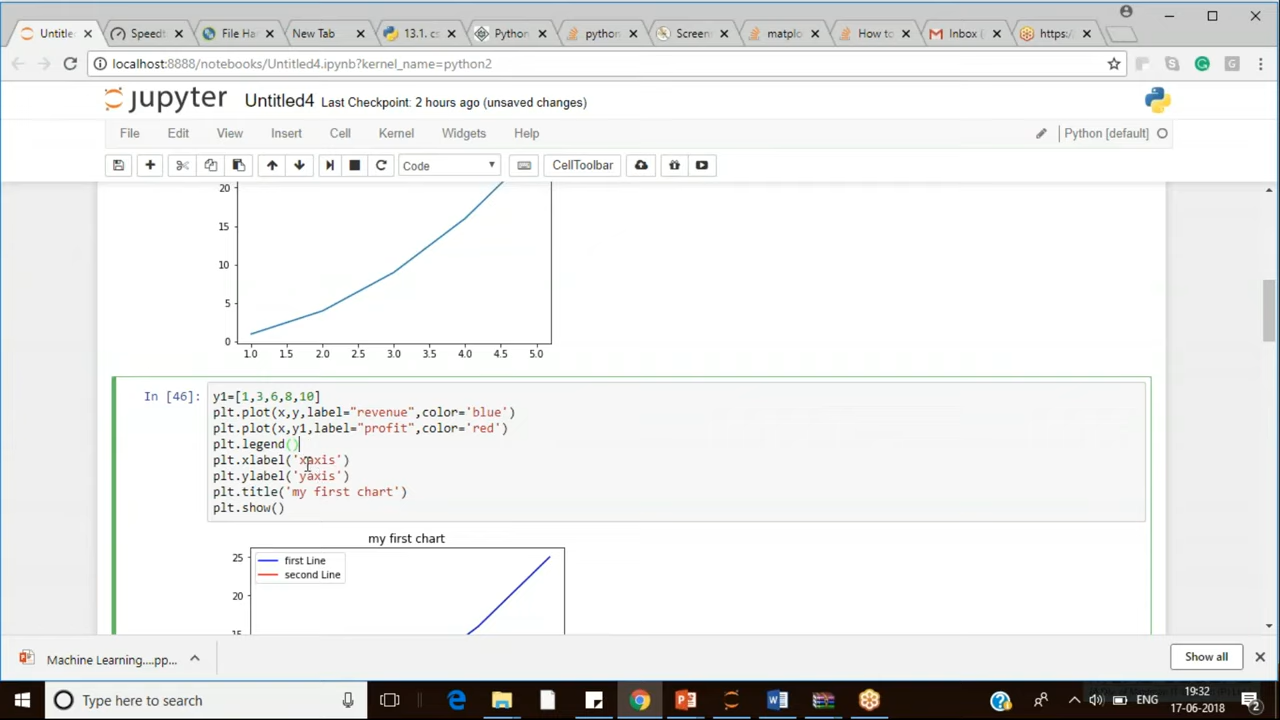 Untitle
Speedt
File Ha
New Tab
13.1. cs
Python
python
Screen
matplo
How to
Inbox (
https:/
localhost:8888/notebooks/Untitled4.ipynb?kernel_name=python2
jupyter Untitled4 Last Checkpoint: 2 hours ago (unsaved changes)
File Edit View Insert Cell Kernel Widgets Help
Python [default]
Code
CellToolbar
20
15
10
5
0
1.0 1.5 2.0 2.5 3.0 3.5 4.0 4.5 5.0
In [46]:
y1=[1,3,6,8,10]
plt.plot(x,y,label="revenue",color='blue')
plt.plot(x,y1,label="profit",color='red')
plt.legend()
plt.xlabel('xaxis')
plt.ylabel('yaxis')
plt.title('my first chart')
plt.show()
my first chart
25
first Line
second Line
20
15
Machine Learning....pp...
Show all
Type here to search
ENG
19:32
17-06-2018
2